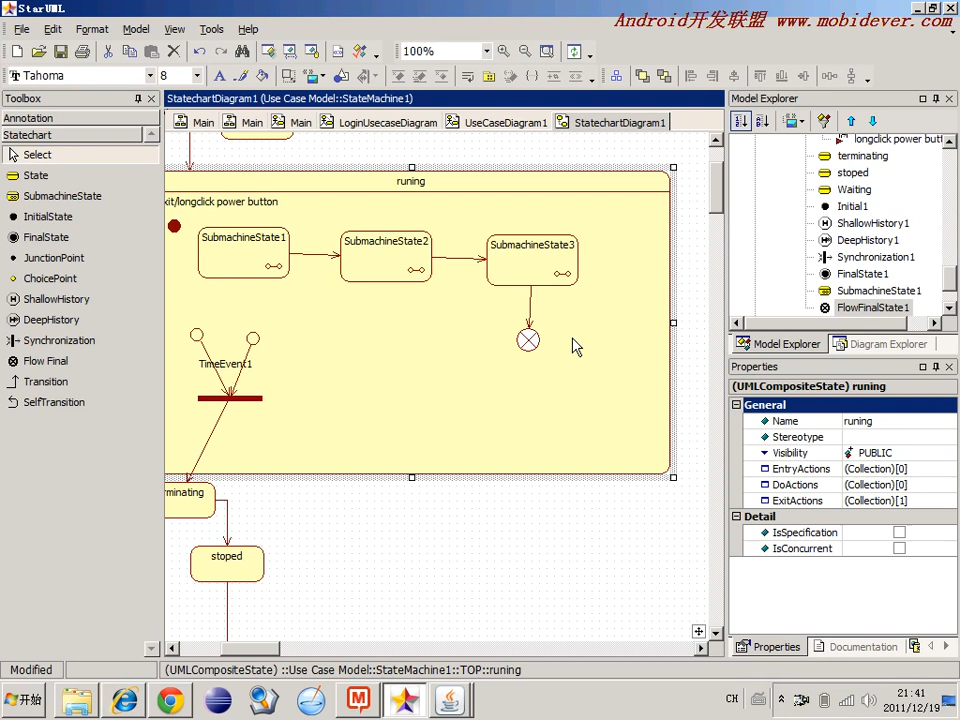 StarUML
Android开发联盟 www.mobidever.com
File Edit Format View Model Tools Help
100%
Tahoma 8
Toolbox
StatechartDiagram1 (Use Case Model::StateMachine1)
Model Explorer
Annotation
Statechart
Select
State
SubmachineState
InitialState
FinalState
JunctionPoint
ChoicePoint
ShallowHistory
DeepHistory
Synchronization
Flow Final
Transition
SelfTransition
Main Main Main LoginUsecaseDiagram UseCaseDiagram1 StatechartDiagram1
runing
xit/longclick power button
SubmachineState1
SubmachineState2
SubmachineState3
TimeEvent1
rminating
stoped
longclick power butt
terminating
stoped
Waiting
Initial1
ShallowHistory1
DeepHistory1
Synchronization1
FinalState1
SubmachineState1
FlowFinalState1
Model Explorer Diagram Explorer
Properties
(UMLCompositeState) runing
General
Name runing
Stereotype
Visibility PUBLIC
EntryActions (Collection)[0]
DoActions (Collection)[0]
ExitActions (Collection)[1]
Detail
IsSpecification
IsConcurrent
Properties Documentation
Modified
(UMLCompositeState) ::Use Case Model::StateMachine1::TOP::runing
开始
CH
21:41
2011/12/19